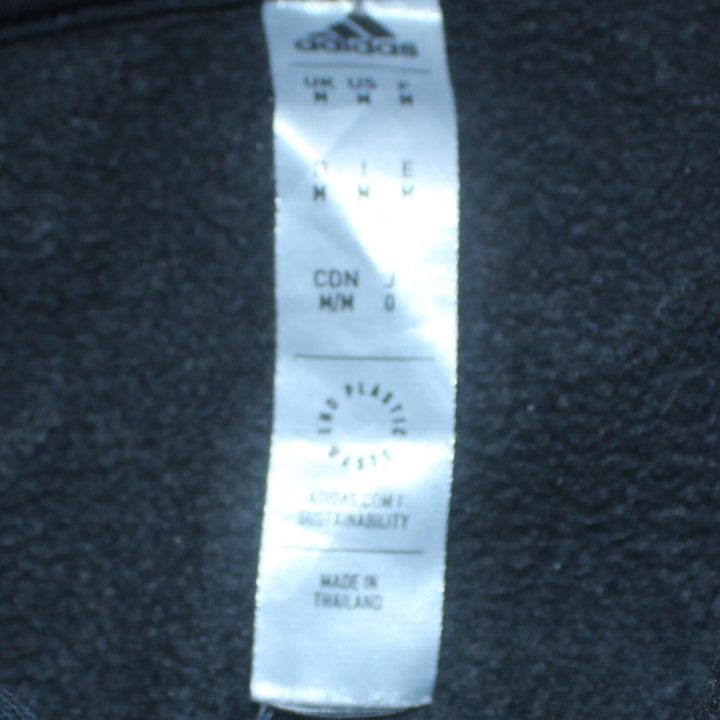 adidas
UK US F
M M M
D I E
M M M
CDN J
M/M O
END PLASTIC WASTE
ADIDAS.COM/
SUSTAINABILITY
MADE IN
THAILAND